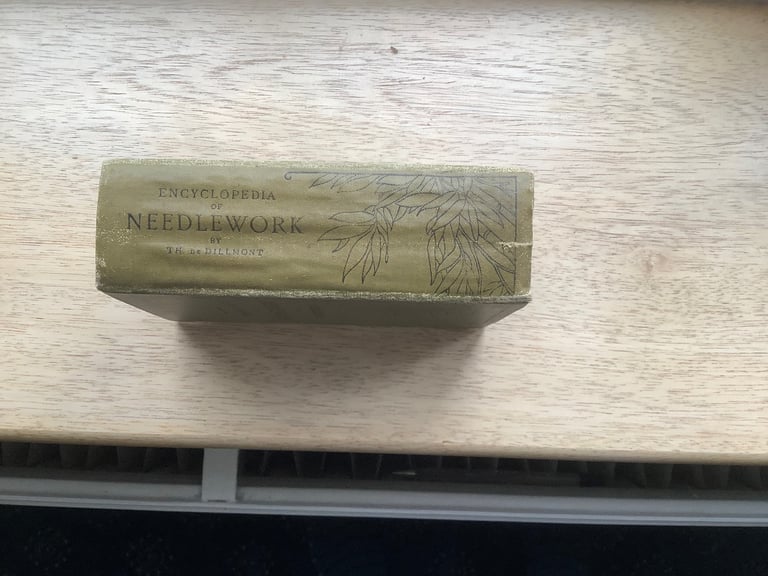 ENCYCLOPEDIA
OF
NEEDLEWORK
BY
TH. DE DILLMONT